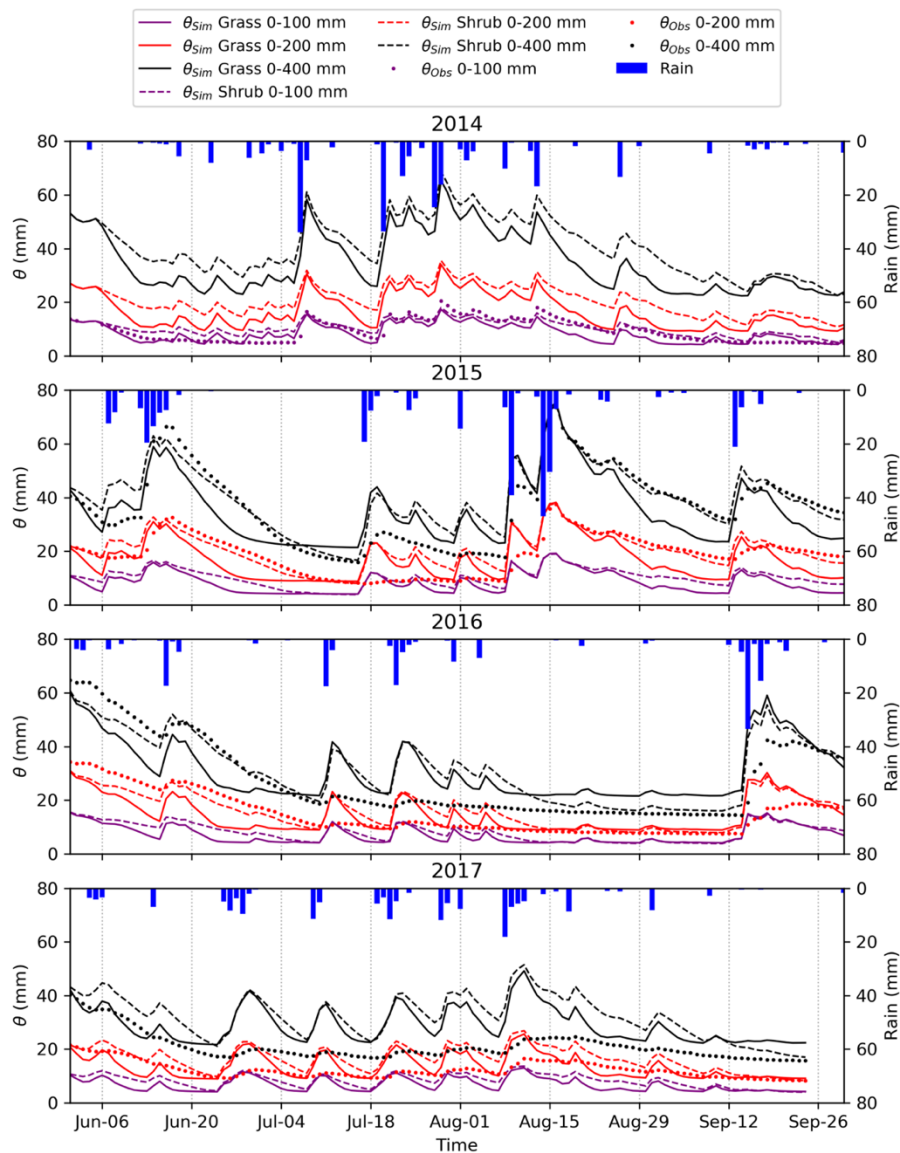 θSim Grass 0-100 mm θSim Shrub 0-200 mm θObs 0-200 mm
θSim Grass 0-200 mm θSim Shrub 0-400 mm θObs 0-400 mm
θSim Grass 0-400 mm θObs 0-100 mm Rain
θSim Shrub 0-100 mm
2014
80 0
60 20
40 40
20 60
0 80
θ (mm)
Rain (mm)
2015
80 0
60 20
40 40
20 60
0 80
θ (mm)
Rain (mm)
2016
80 0
60 20
40 40
20 60
0 80
θ (mm)
Rain (mm)
2017
80 0
60 20
40 40
20 60
0 80
θ (mm)
Rain (mm)
Jun-06 Jun-20 Jul-04 Jul-18 Aug-01 Aug-15 Aug-29 Sep-12 Sep-26
Time